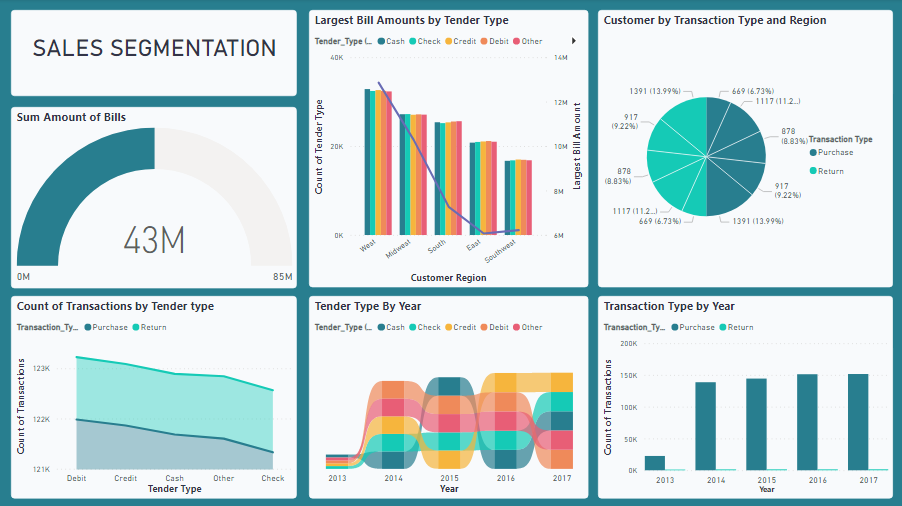 SALES SEGMENTATION
Sum Amount of Bills
43M
0M
85M
Largest Bill Amounts by Tender Type
Tender_Type (... Cash Check Credit Debit Other
40K
20K
0K
14M
12M
10M
8M
6M
Count of Tender Type
Largest Bill Amount
West
Midwest
South
East
Southwest
Customer Region
Customer by Transaction Type and Region
1391 (13.99%)
669 (6.73%)
1117 (11.2...)
917
(9.22%)
878
(8.83%)
878
(8.83%)
917
(9.22%)
1117 (11.2...)
669 (6.73%)
1391 (13.99%)
Transaction Type
Purchase
Return
Count of Transactions by Tender type
Transaction_Ty... Purchase Return
Count of Transactions
123K
122K
121K
Debit Credit Cash Other Check
Tender Type
Tender Type By Year
Tender_Type (... Cash Check Credit Debit Other
2013 2014 2015 2016 2017
Year
Transaction Type by Year
Transaction_Ty... Purchase Return
Count of Transactions
200K
150K
100K
50K
0K
2013 2014 2015 2016 2017
Year